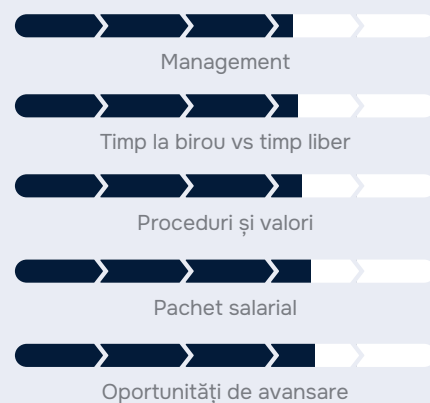 Management
Timp la birou vs timp liber
Proceduri și valori
Pachet salarial
Oportunități de avansare